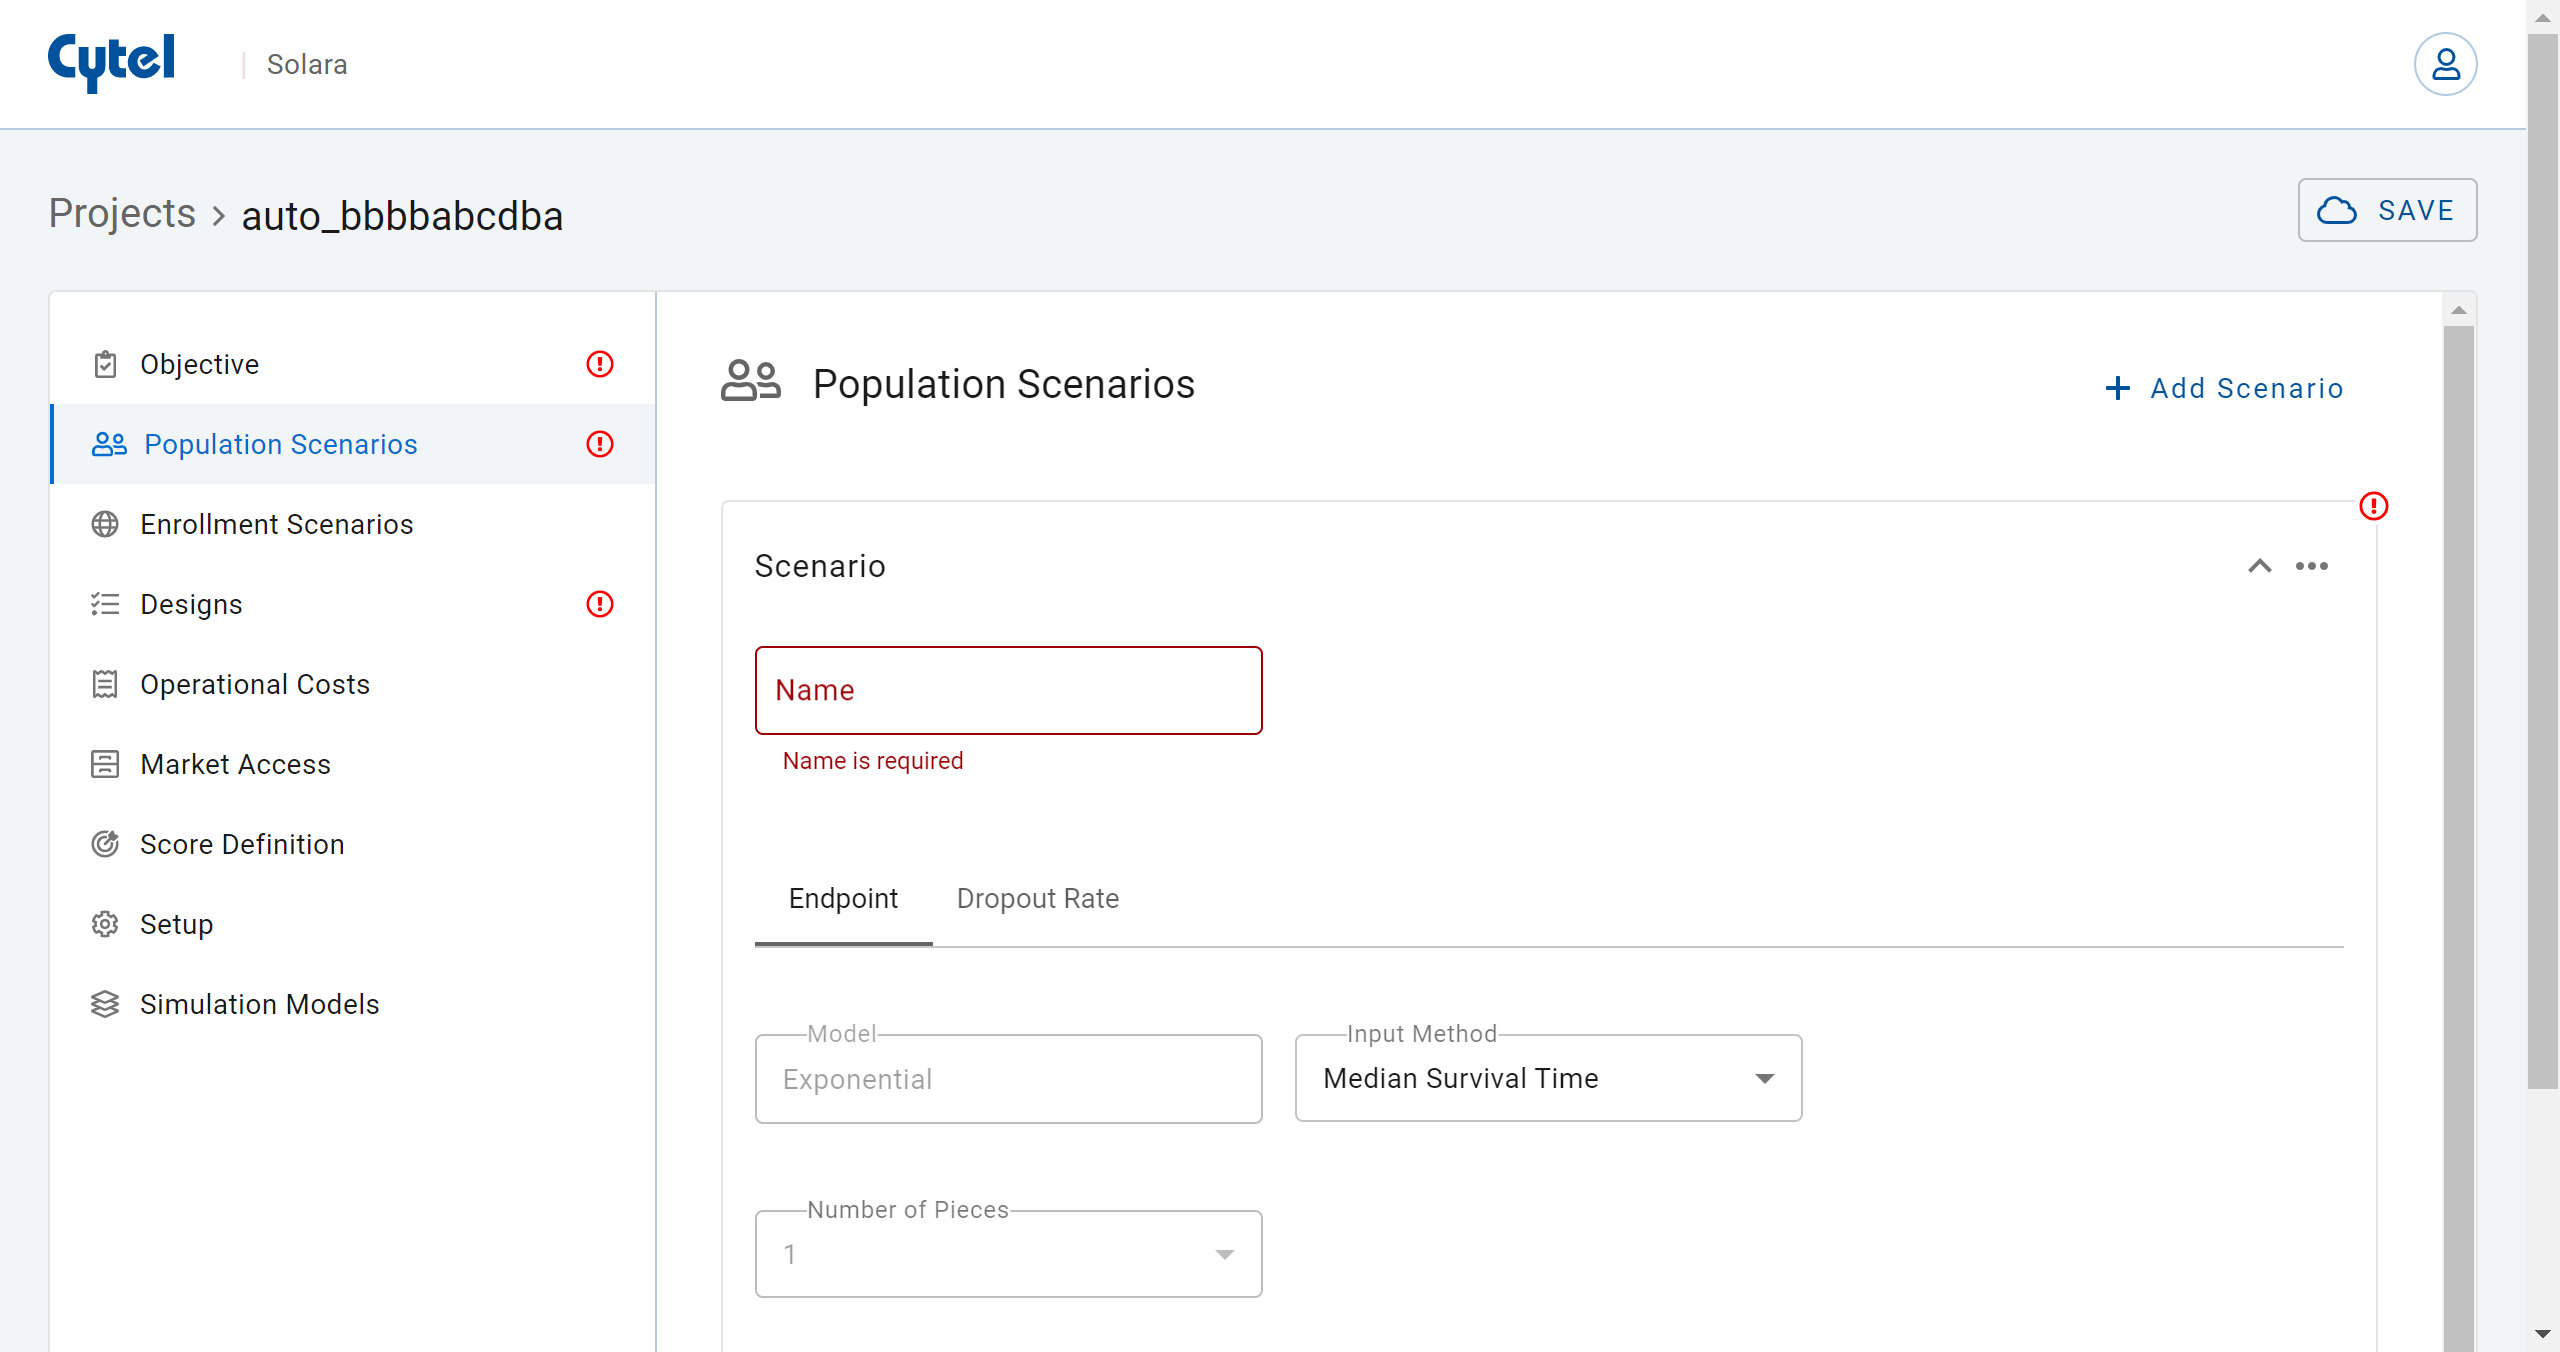 Cytel
Solara
Projects > auto_bbbbabcdba
SAVE
Objective
Population Scenarios
Enrollment Scenarios
Designs
Operational Costs
Market Access
Score Definition
Setup
Simulation Models
Population Scenarios
Add Scenario
Scenario
Name
Name is required
Endpoint
Dropout Rate
Model
Exponential
Input Method
Median Survival Time
Number of Pieces
1